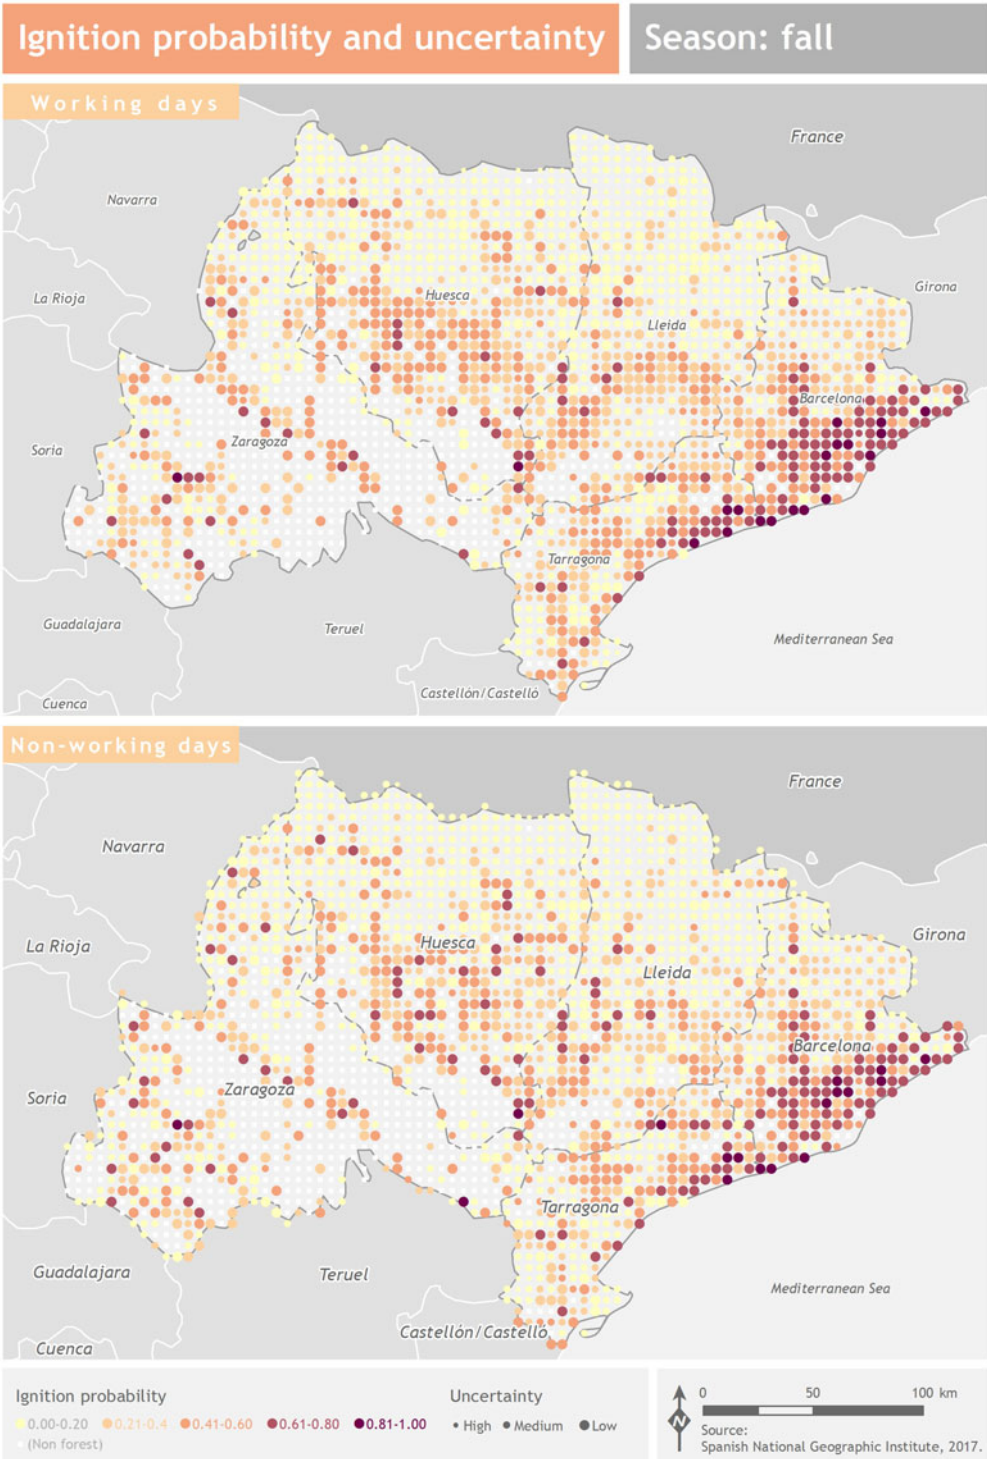 Ignition probability and uncertainty
Season: fall
Working days
France
Navarra
La Rioja
Huesca
Girona
Lleida
Barcelona
Soria
Zaragoza
Tarragona
Guadalajara
Teruel
Mediterranean Sea
Castellón/Castelló
Cuenca
Non-working days
France
Navarra
La Rioja
Huesca
Girona
Lleida
Barcelona
Soria
Zaragoza
Tarragona
Guadalajara
Teruel
Mediterranean Sea
Castellón/Castelló
Cuenca
Ignition probability
0.00-0.20 0.21-0.4 0.41-0.60 0.61-0.80 0.81-1.00
(Non forest)
Uncertainty
High Medium Low
N
0 50 100 km
Source:
Spanish National Geographic Institute, 2017.